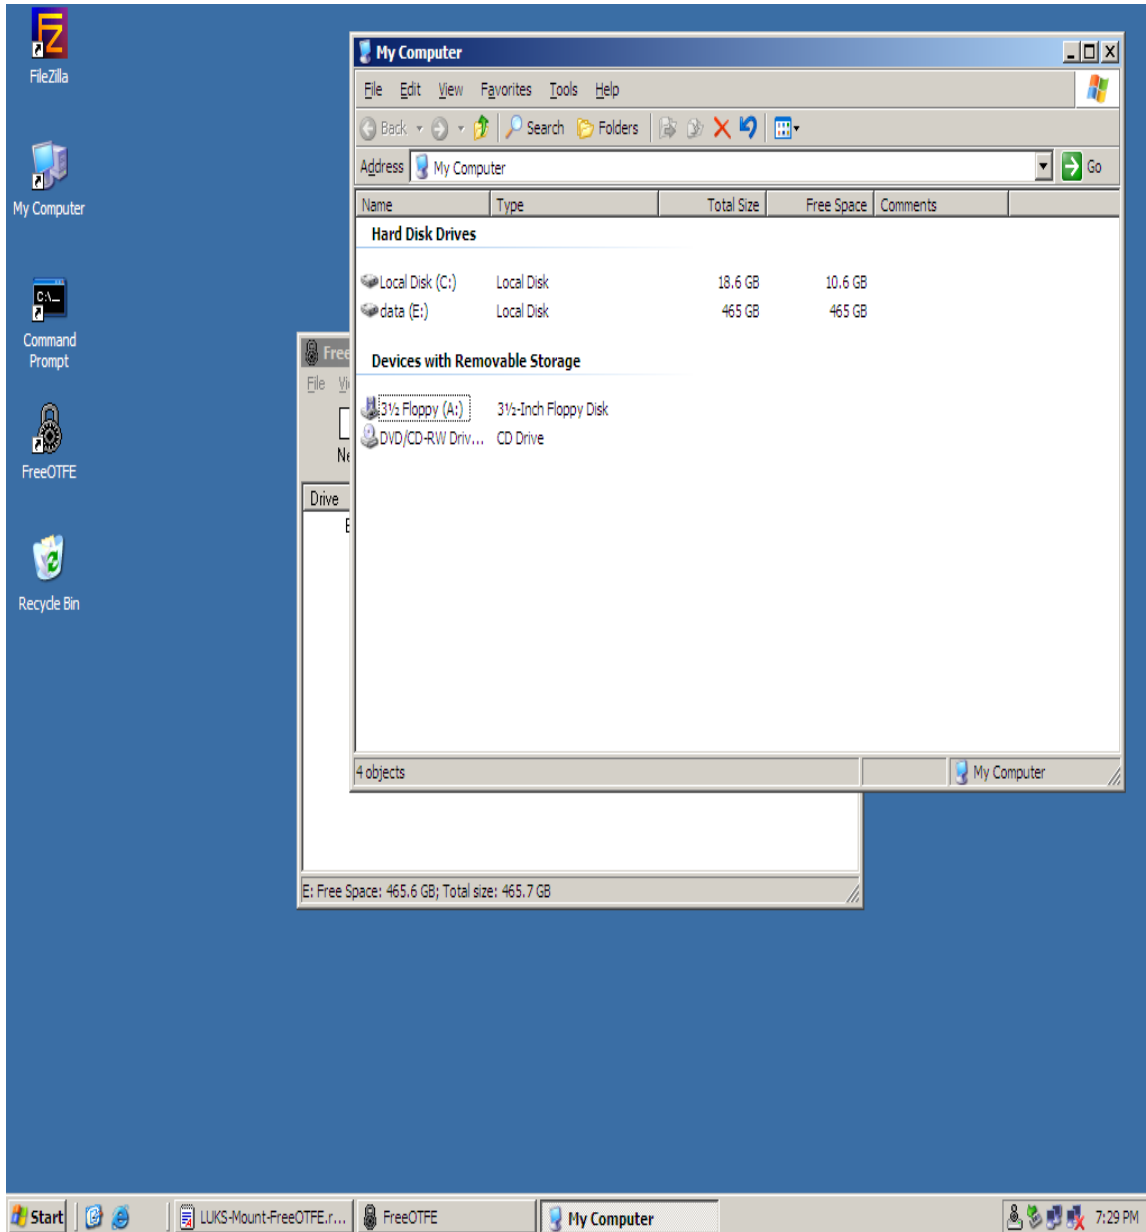 FileZilla
My Computer
Command
Prompt
FreeOTFE
Recycle Bin
My Computer
File Edit View Favorites Tools Help
Back Search Folders
Address My Computer Go
Name Type Total Size Free Space Comments
Hard Disk Drives
Local Disk (C:) Local Disk 18.6 GB 10.6 GB
data (E:) Local Disk 465 GB 465 GB
Devices with Removable Storage
3½ Floppy (A:) 3½-Inch Floppy Disk
DVD/CD-RW Driv... CD Drive
4 objects My Computer
Free
File Vi
Ne
Drive
E
E: Free Space: 465.6 GB; Total size: 465.7 GB
Start LUKS-Mount-FreeOTFE.r... FreeOTFE My Computer 7:29 PM